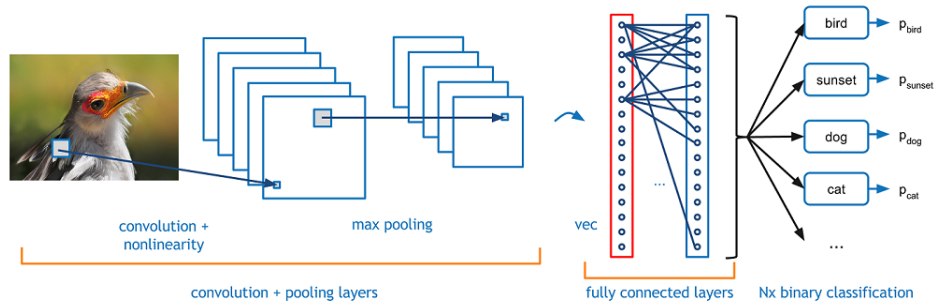 bird
p_bird
sunset
p_sunset
dog
p_dog
cat
p_cat
...
...
convolution +
nonlinearity
max pooling
vec
convolution + pooling layers
fully connected layers
Nx binary classification